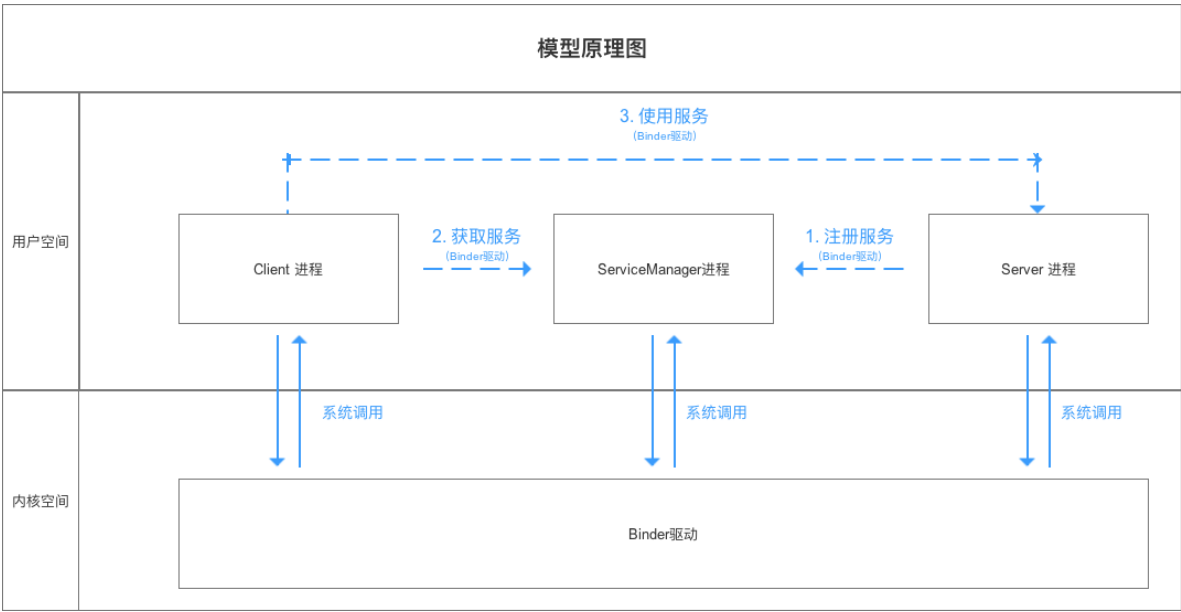 模型原理图
3. 使用服务
（Binder驱动）
用户空间
2. 获取服务
（Binder驱动）
1. 注册服务
（Binder驱动）
Client 进程
ServiceManager进程
Server 进程
系统调用
系统调用
系统调用
内核空间
Binder驱动